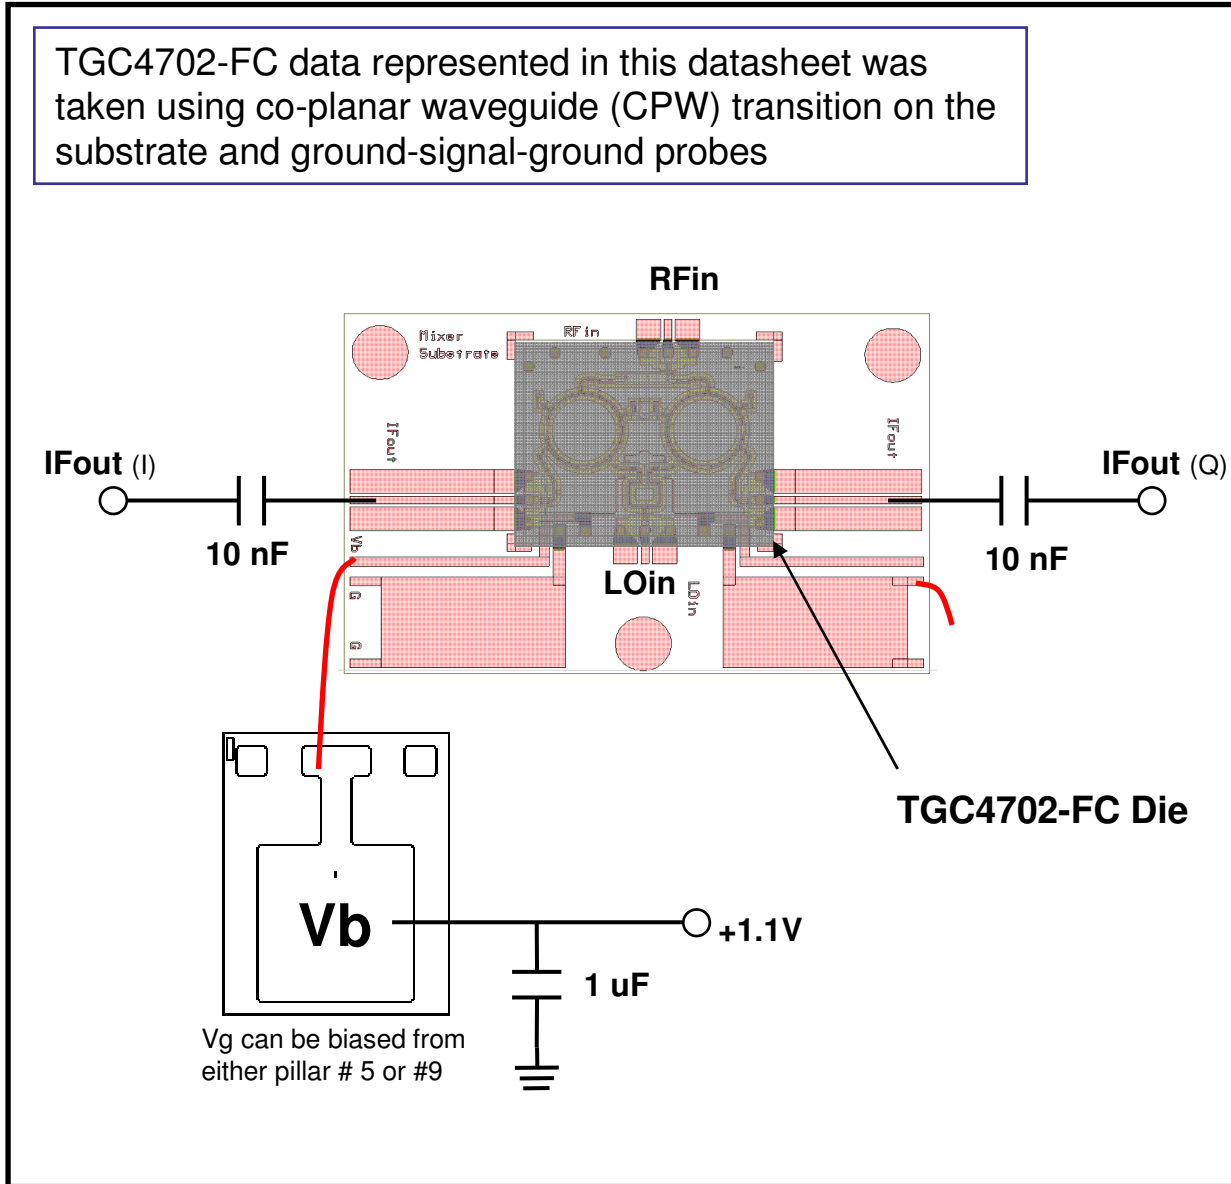 TGC4702-FC data represented in this datasheet was
taken using co-planar waveguide (CPW) transition on the
substrate and ground-signal-ground probes
RFin
Mixer
Substrate
RFin
IFout
IFout
IFout (I)
IFout (Q)
10 nF
10 nF
Vb
LOin
LOin
G
G
TGC4702-FC Die
Vb
+1.1V
1 uF
Vg can be biased from
either pillar # 5 or #9